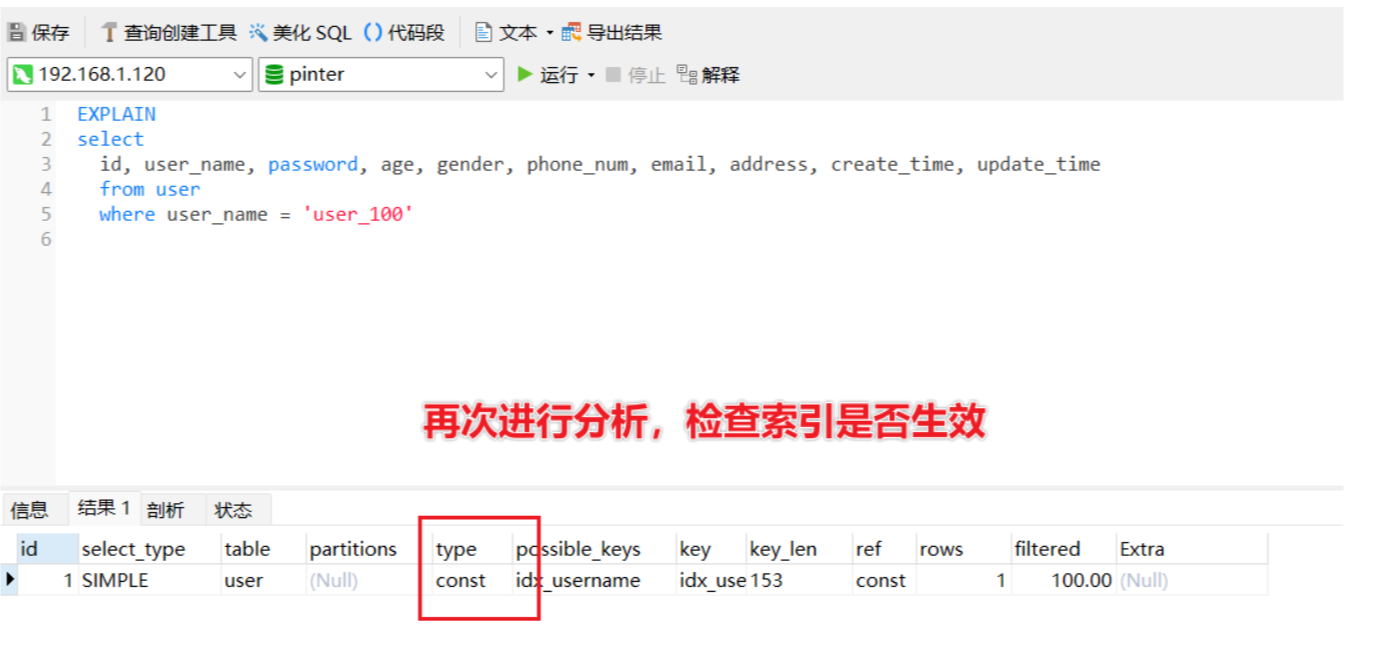 保存 查询创建工具 美化 SQL () 代码段 文本 导出结果
192.168.1.120 pinter 运行 停止 解释
1 EXPLAIN
2 select
3 id, user_name, password, age, gender, phone_num, email, address, create_time, update_time
4 from user
5 where user_name = 'user_100'
6
再次进行分析，检查索引是否生效
信息 结果 1 剖析 状态
id select_type table partitions type possible_keys key key_len ref rows filtered Extra
1 SIMPLE user (Null) const idx_username idx_use 153 const 1 100.00 (Null)